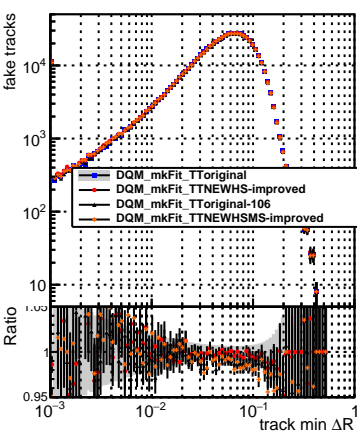 fake tracks
10⁴
10³
10²
10
DQM_mkFit_TToriginal
DQM_mkFit_TTNEWHS-improved
DQM_mkFit_TToriginal-106
DQM_mkFit_TTNEWHSMS-improved
Ratio
1.05
1
0.95
10⁻³ 10⁻² 10⁻¹ 1
track min ΔR